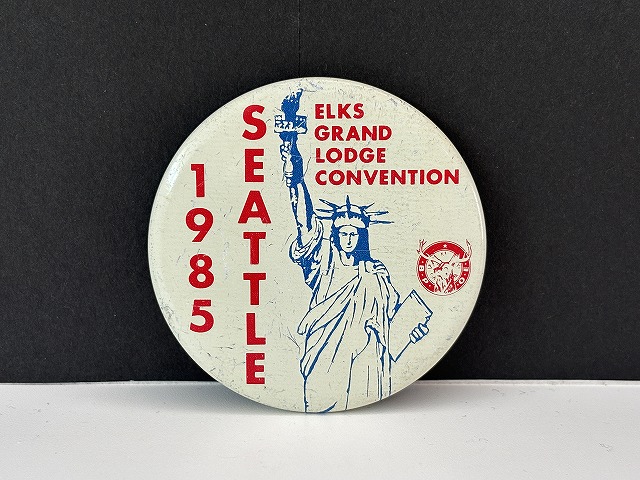 1985
SEATTLE
ELKS
GRAND
LODGE
CONVENTION
B.P.O.E.